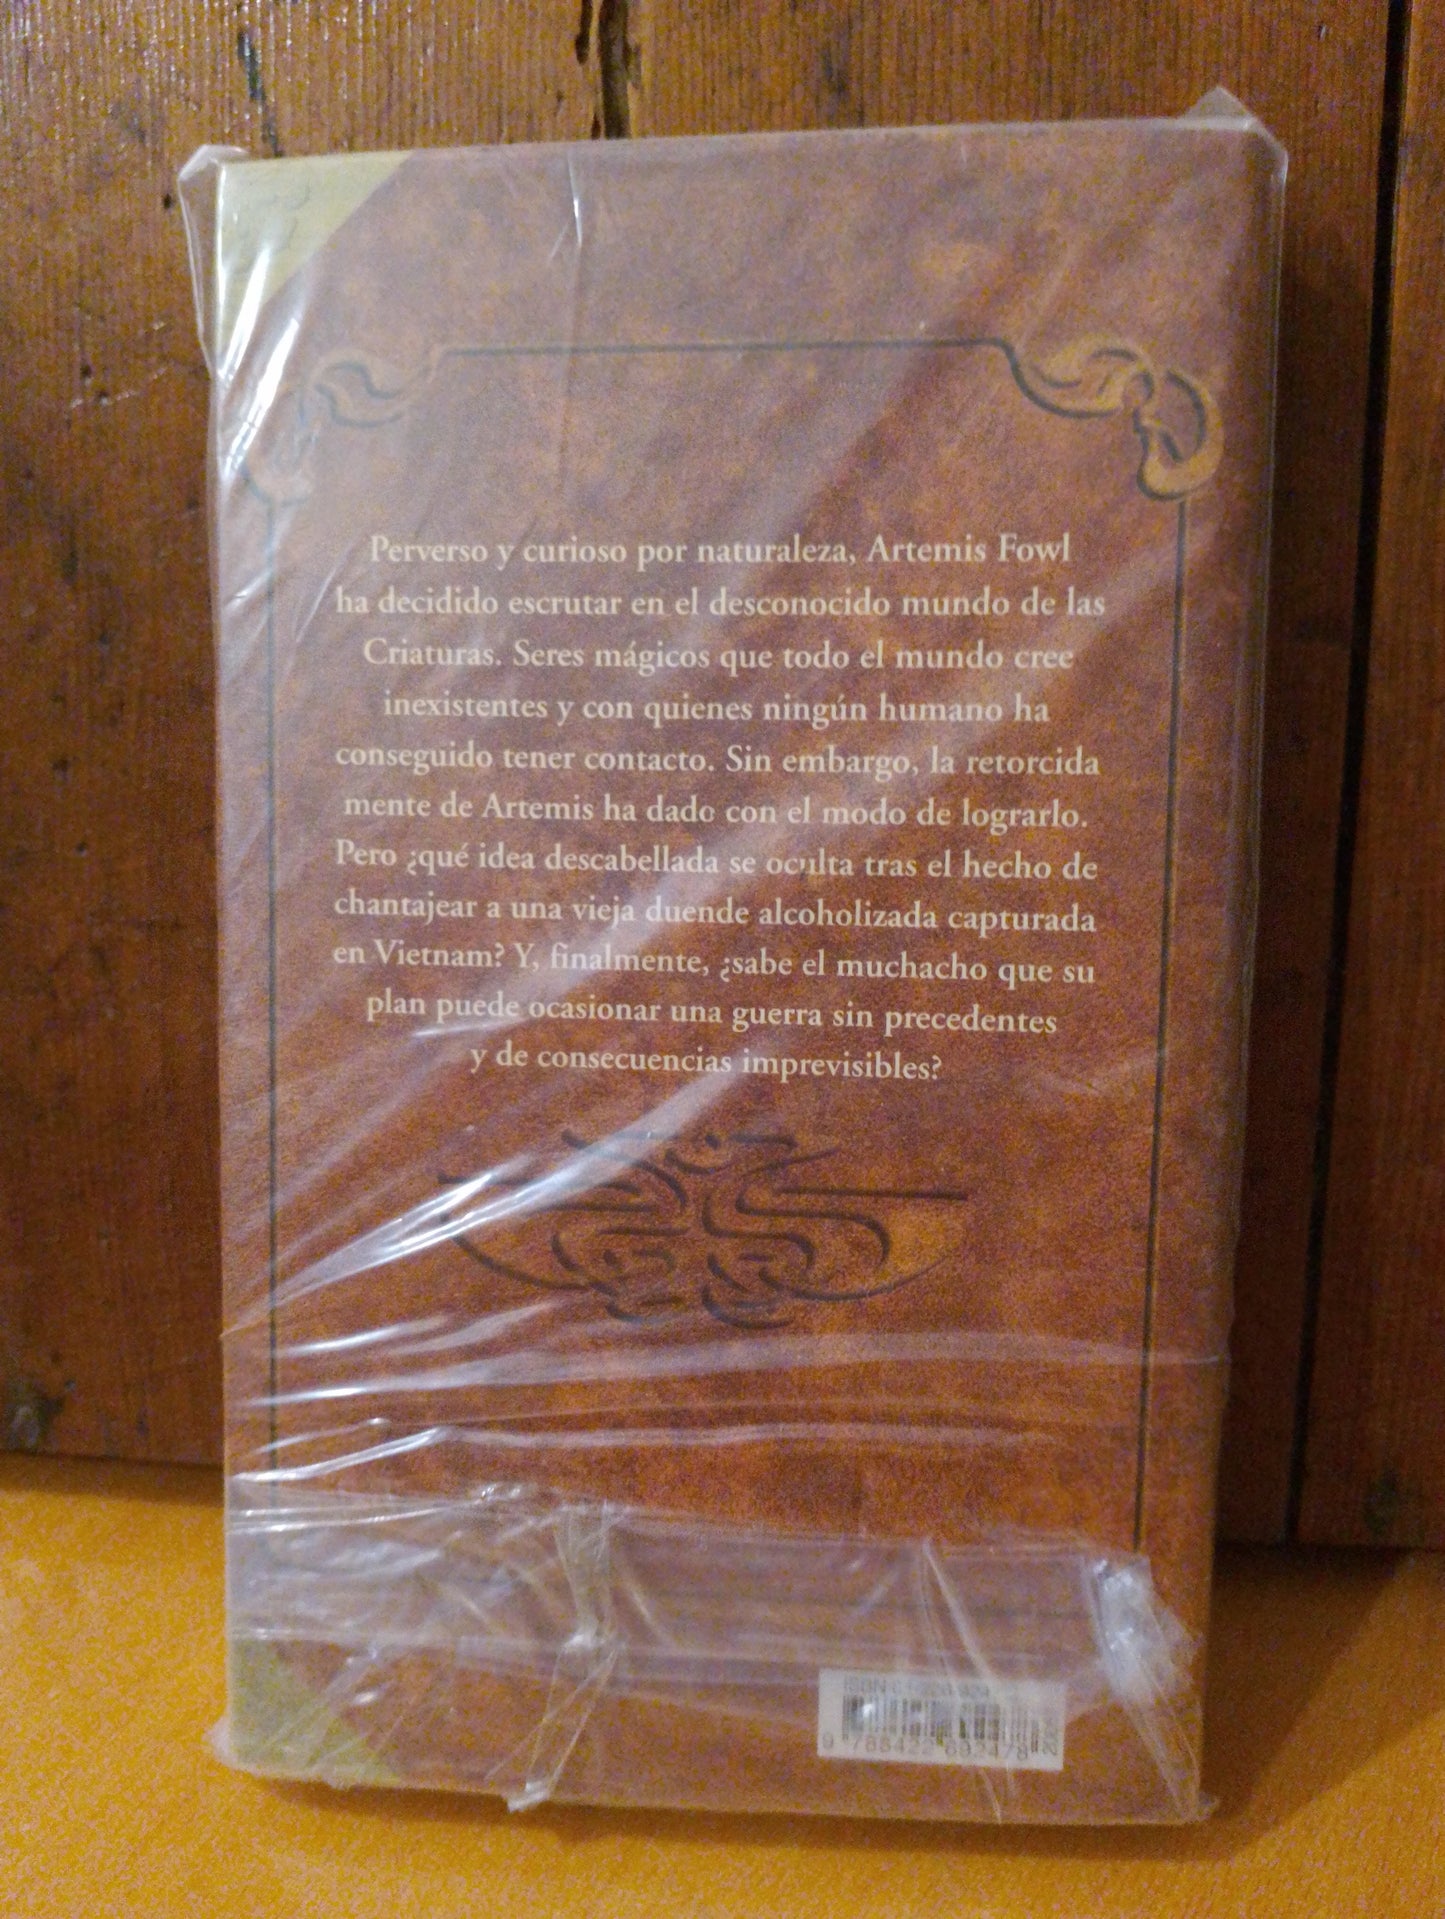 Perverso y curioso por naturaleza, Artemis Fowl
ha decidido escrutar en el desconocido mundo de las
Criaturas. Seres mágicos que todo el mundo cree
inexistentes y con quienes ningún humano ha
conseguido tener contacto. Sin embargo, la retorcida
mente de Artemis ha dado con el modo de lograrlo.
Pero ¿qué idea descabellada se oculta tras el hecho de
chantajear a una vieja duende alcoholizada capturada
en Vietnam? Y, finalmente, ¿sabe el muchacho que su
plan puede ocasionar una guerra sin precedentes
y de consecuencias imprevisibles?
ISBN